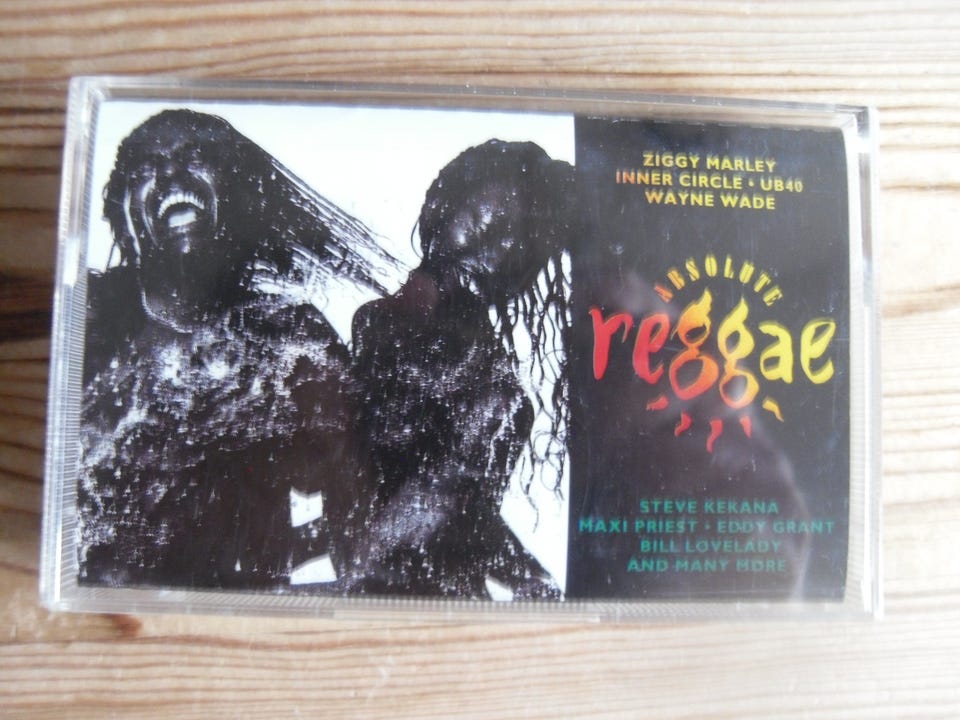 ZIGGY MARLEY
INNER CIRCLE • UB40
WAYNE WADE
ABSOLUTE
reggae
STEVE KEKANA
MAXI PRIEST • EDDY GRANT
BILL LOVELADY
AND MANY MORE